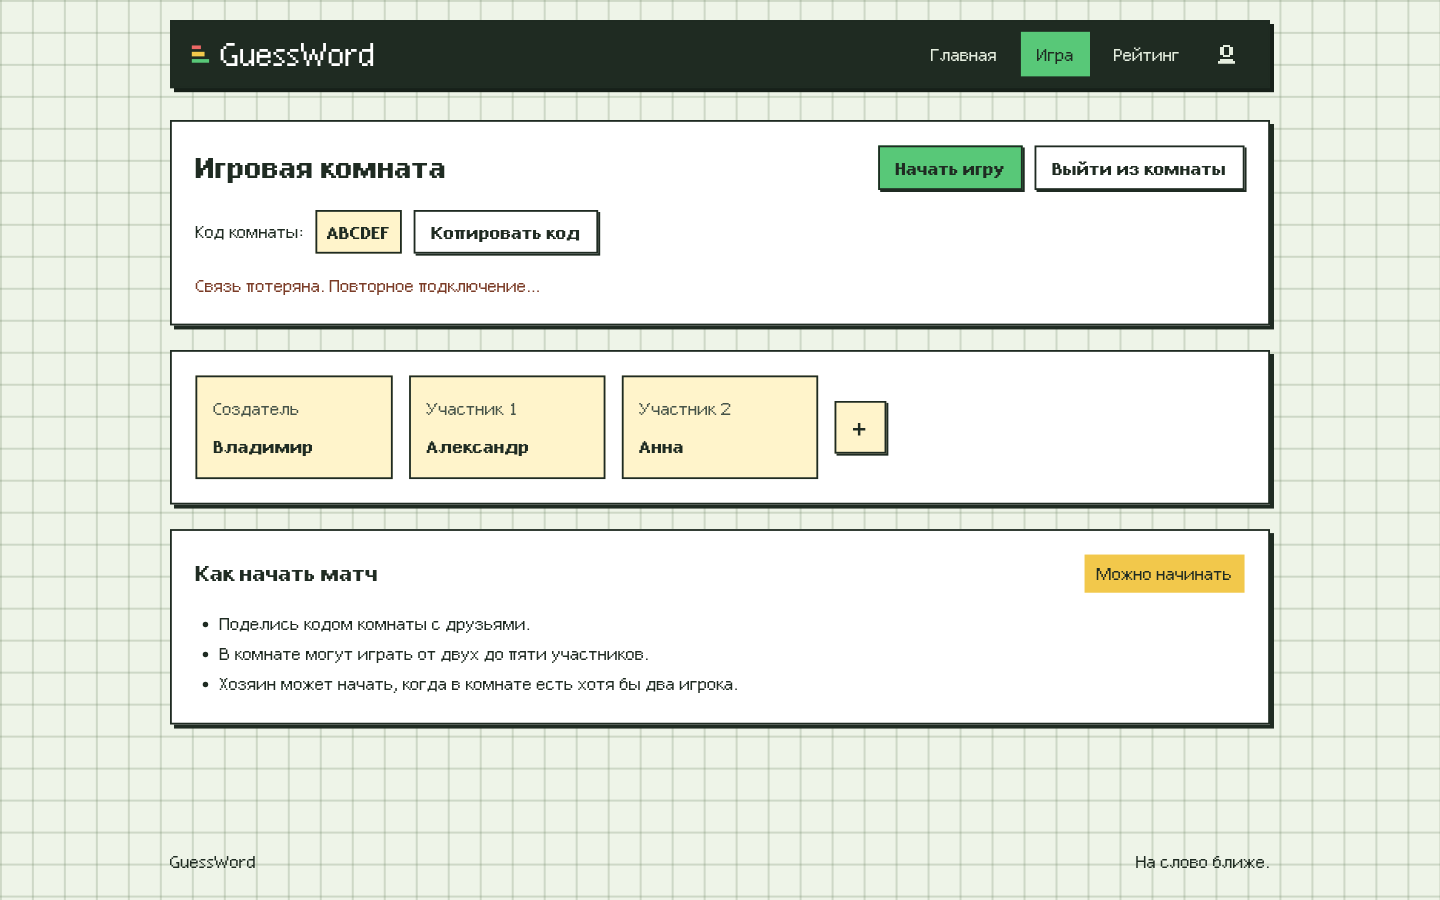 GuessWord
Главная
Игра
Рейтинг
Игровая комната
Начать игру
Выйти из комнаты
Код комнаты:
ABCDEF
Копировать код
Связь потеряна. Повторное подключение...
Создатель
Владимир
Участник 1
Александр
Участник 2
Анна
+
Как начать матч
Можно начинать
• Поделись кодом комнаты с друзьями.
• В комнате могут играть от двух до пяти участников.
• Хозяин может начать, когда в комнате есть хотя бы два игрока.
GuessWord
На слово ближе.